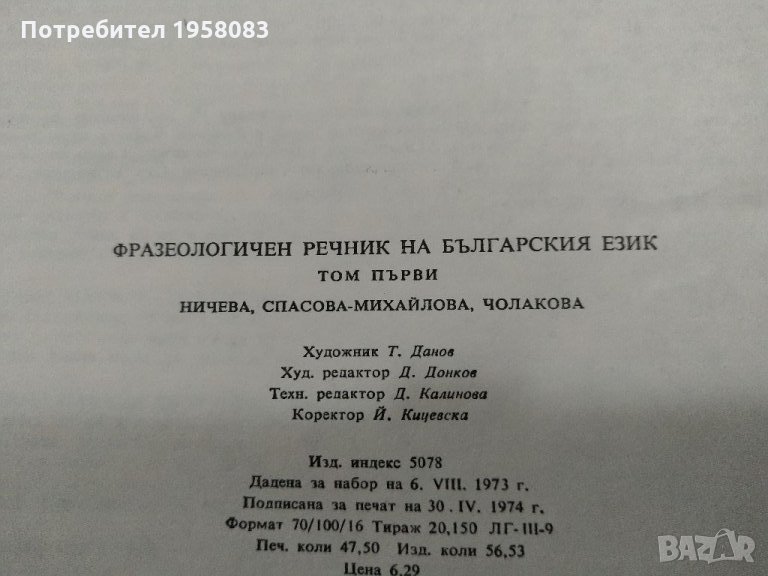 Потребител 1958083
ФРАЗЕОЛОГИЧЕН РЕЧНИК НА БЪЛГАРСКИЯ ЕЗИК
ТОМ ПЪРВИ
НИЧЕВА, СПАСОВА-МИХАЙЛОВА, ЧОЛАКОВА
Художник Т. Данов
Худ. редактор Д. Донков
Техн. редактор Д. Калинова
Коректор Й. Кицевска
Изд. индекс 5078
Дадена за набор на 6. VIII. 1973 г.
Подписана за печат на 30. IV. 1974 г.
Формат 70/100/16 Тираж 20,150 ЛГ-III-9
Печ. коли 47,50 Изд. коли 56,53
Цена 6,29
BAZAR